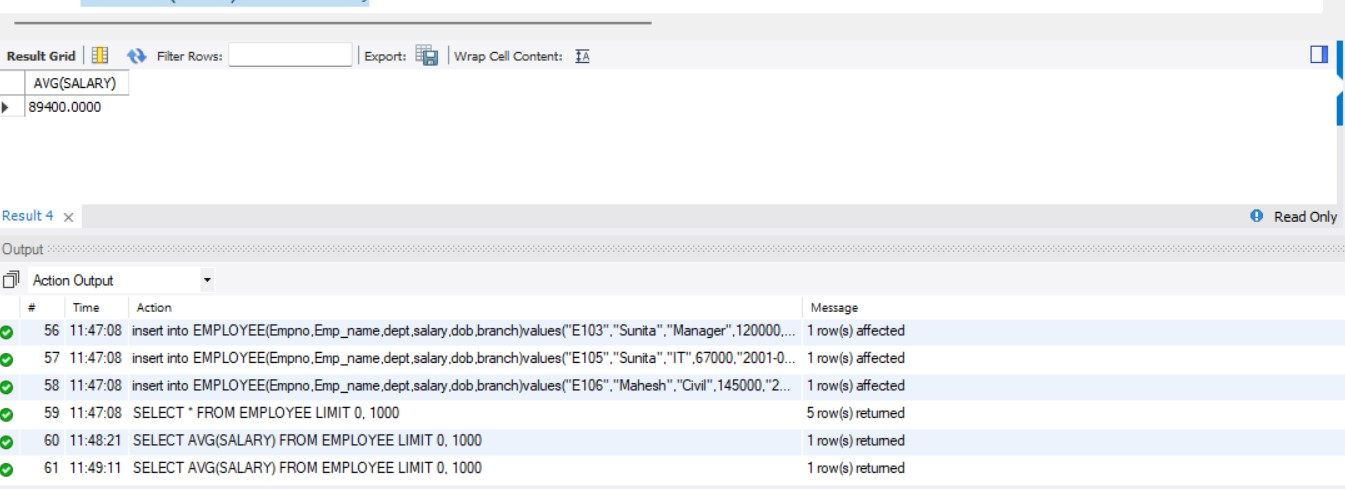 Result Grid Filter Rows: Export: Wrap Cell Content: IA
AVG(SALARY)
89400.0000
Result 4 × Read Only
Output
Action Output
# Time Action Message
56 11:47:08 insert into EMPLOYEE(Empno,Emp_name,dept,salary,dob,branch)values("E103","Sunita","Manager",120000,... 1 row(s) affected
57 11:47:08 insert into EMPLOYEE(Empno,Emp_name,dept,salary,dob,branch)values("E105","Sunita","IT",67000,"2001-0... 1 row(s) affected
58 11:47:08 insert into EMPLOYEE(Empno,Emp_name,dept,salary,dob,branch)values("E106","Mahesh","Civil",145000,"2... 1 row(s) affected
59 11:47:08 SELECT * FROM EMPLOYEE LIMIT 0, 1000 5 row(s) returned
60 11:48:21 SELECT AVG(SALARY) FROM EMPLOYEE LIMIT 0, 1000 1 row(s) returned
61 11:49:11 SELECT AVG(SALARY) FROM EMPLOYEE LIMIT 0, 1000 1 row(s) returned